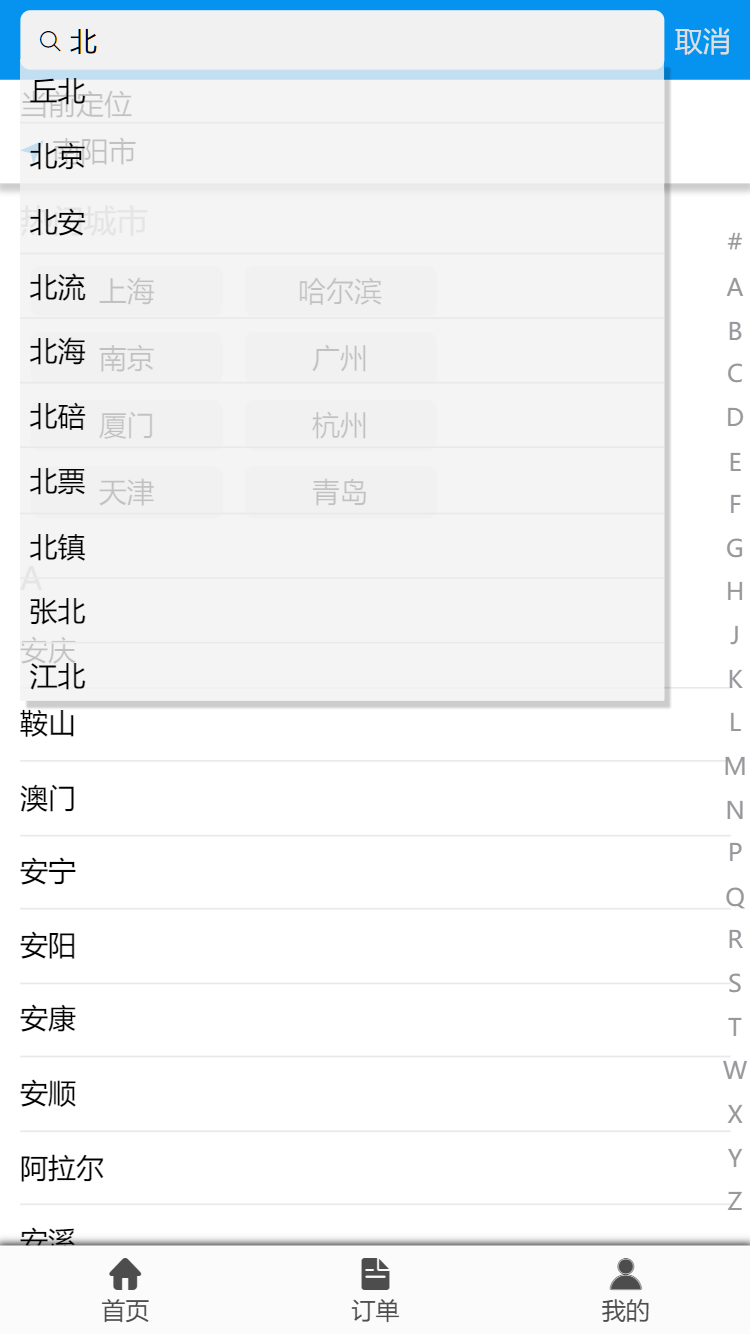 北
取消
丘北
当前定位
北京
南阳市
北安
热门城市
北流
上海
哈尔滨
北海
南京
广州
北碚
厦门
杭州
北票
天津
青岛
北镇
A
张北
安庆
江北
鞍山
澳门
安宁
安阳
安康
安顺
阿拉尔
安溪
#
A
B
C
D
E
F
G
H
J
K
L
M
N
P
Q
R
S
T
W
X
Y
Z
首页
订单
我的